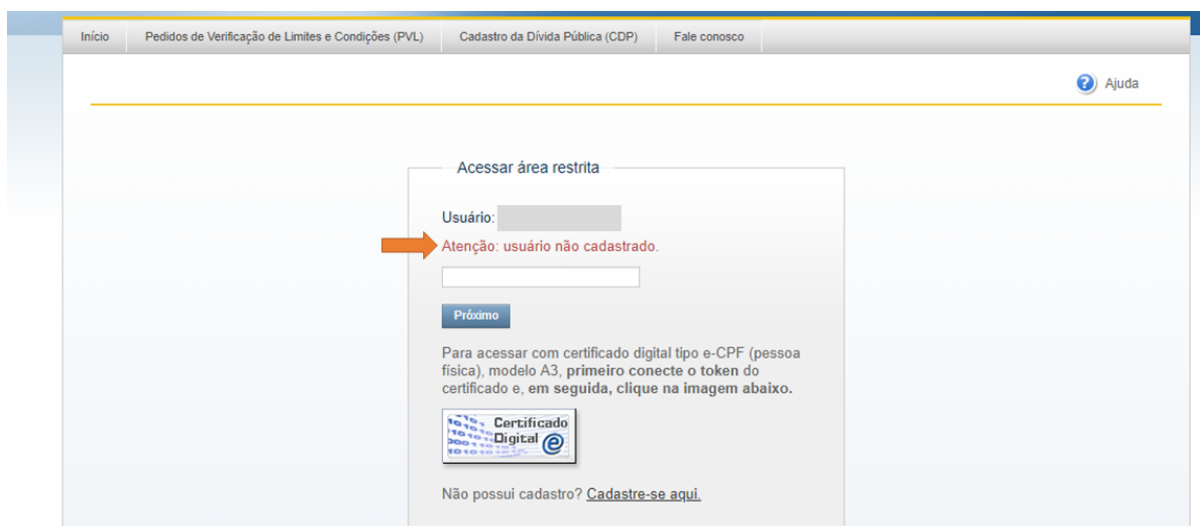 Início Pedidos de Verificação de Limites e Condições (PVL) Cadastro da Dívida Pública (CDP) Fale conosco
Ajuda
Acessar área restrita
Usuário:
Atenção: usuário não cadastrado.
Próximo
Para acessar com certificado digital tipo e-CPF (pessoa
física), modelo A3, primeiro conecte o token do
certificado e, em seguida, clique na imagem abaixo.
Certificado
Digital e
Não possui cadastro? Cadastre-se aqui.